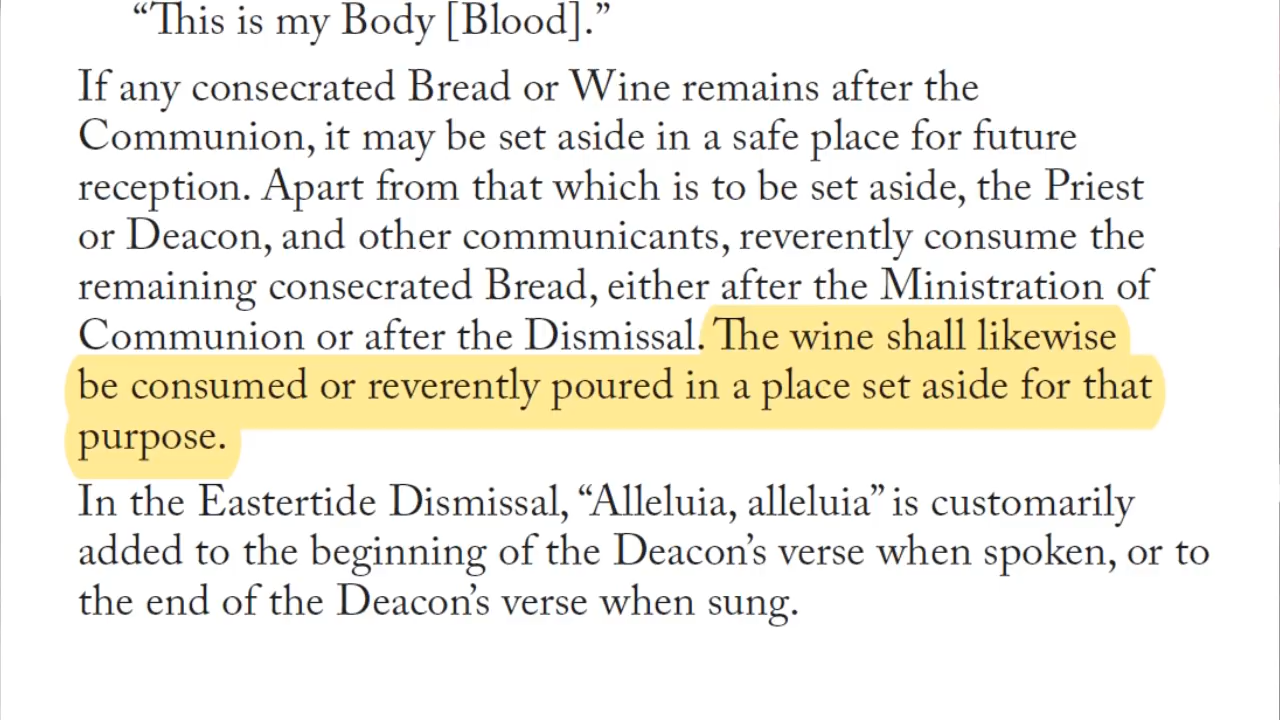 “This is my Body [Blood].”
If any consecrated Bread or Wine remains after the
Communion, it may be set aside in a safe place for future
reception. Apart from that which is to be set aside, the Priest
or Deacon, and other communicants, reverently consume the
remaining consecrated Bread, either after the Ministration of
Communion or after the Dismissal. The wine shall likewise
be consumed or reverently poured in a place set aside for that
purpose.
In the Eastertide Dismissal, “Alleluia, alleluia” is customarily
added to the beginning of the Deacon’s verse when spoken, or to
the end of the Deacon’s verse when sung.